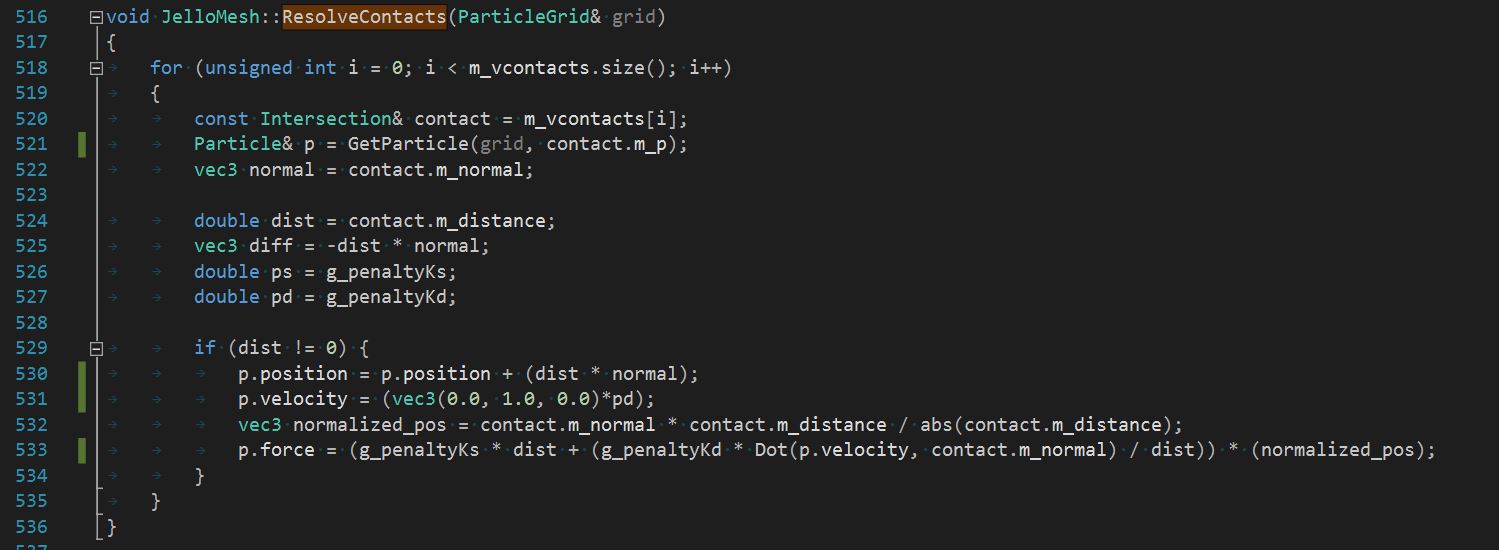 516 void JelloMesh::ResolveContacts(ParticleGrid& grid)
517 {
518 for (unsigned int i = 0; i < m_vcontacts.size(); i++)
519 {
520 const Intersection& contact = m_vcontacts[i];
521 Particle& p = GetParticle(grid, contact.m_p);
522 vec3 normal = contact.m_normal;
523
524 double dist = contact.m_distance;
525 vec3 diff = -dist * normal;
526 double ps = g_penaltyKs;
527 double pd = g_penaltyKd;
528
529 if (dist != 0) {
530 p.position = p.position + (dist * normal);
531 p.velocity = (vec3(0.0, 1.0, 0.0)*pd);
532 vec3 normalized_pos = contact.m_normal * contact.m_distance / abs(contact.m_distance);
533 p.force = (g_penaltyKs * dist + (g_penaltyKd * Dot(p.velocity, contact.m_normal) / dist)) * (normalized_pos);
534 }
535 }
536 }
537